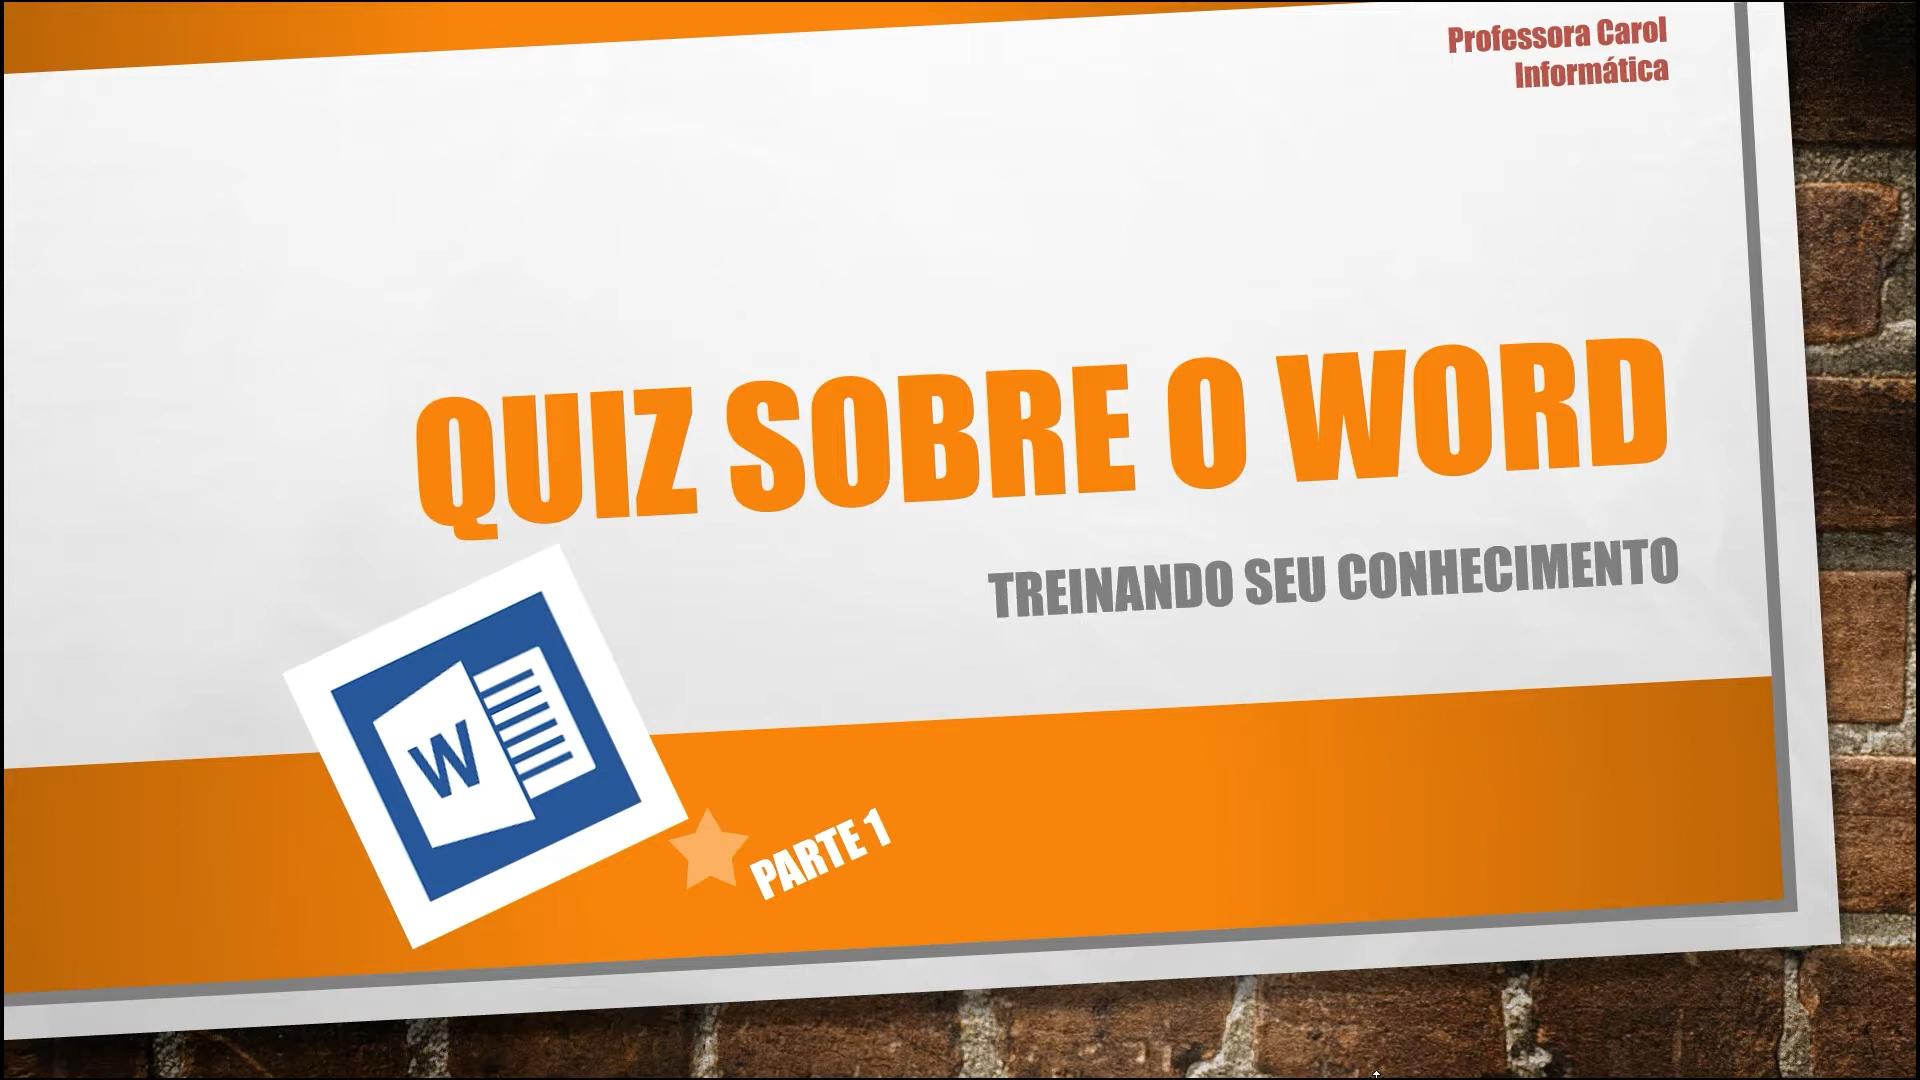 Professora Carol
Informática
QUIZ SOBRE O WORD
TREINANDO SEU CONHECIMENTO
W
PARTE 1